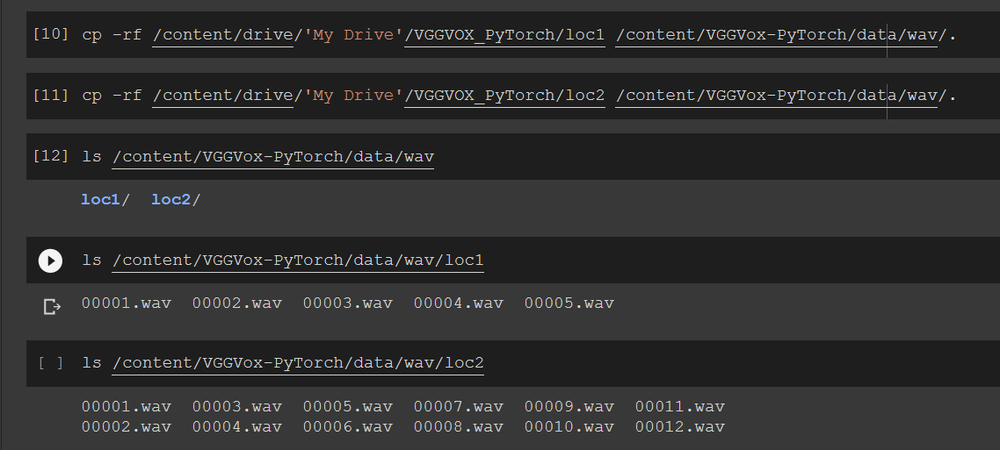 [10] cp -rf /content/drive/'My Drive'/VGGVOX_PyTorch/loc1 /content/VGGVox-PyTorch/data/wav/.
[11] cp -rf /content/drive/'My Drive'/VGGVOX_PyTorch/loc2 /content/VGGVox-PyTorch/data/wav/.
[12] ls /content/VGGVox-PyTorch/data/wav
loc1/  loc2/
ls /content/VGGVox-PyTorch/data/wav/loc1
00001.wav  00002.wav  00003.wav  00004.wav  00005.wav
[ ] ls /content/VGGVox-PyTorch/data/wav/loc2
00001.wav  00003.wav  00005.wav  00007.wav  00009.wav  00011.wav
00002.wav  00004.wav  00006.wav  00008.wav  00010.wav  00012.wav